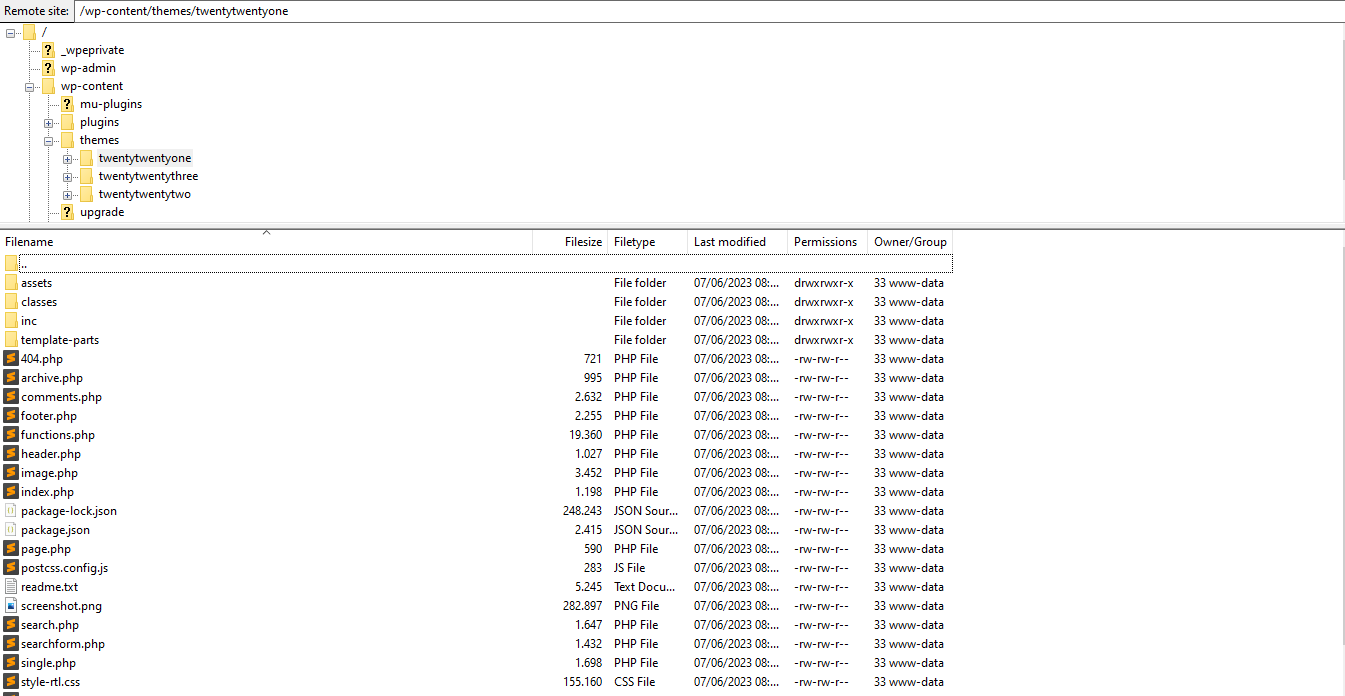 Remote site: /wp-content/themes/twentytwentyone
/
? _wpeprivate
? wp-admin
wp-content
? mu-plugins
plugins
themes
twentytwentyone
twentytwentythree
twentytwentytwo
? upgrade
Filename Filesize Filetype Last modified Permissions Owner/Group
..
assets File folder 07/06/2023 08:... drwxrwxr-x 33 www-data
classes File folder 07/06/2023 08:... drwxrwxr-x 33 www-data
inc File folder 07/06/2023 08:... drwxrwxr-x 33 www-data
template-parts File folder 07/06/2023 08:... drwxrwxr-x 33 www-data
404.php 721 PHP File 07/06/2023 08:... -rw-rw-r-- 33 www-data
archive.php 995 PHP File 07/06/2023 08:... -rw-rw-r-- 33 www-data
comments.php 2.632 PHP File 07/06/2023 08:... -rw-rw-r-- 33 www-data
footer.php 2.255 PHP File 07/06/2023 08:... -rw-rw-r-- 33 www-data
functions.php 19.360 PHP File 07/06/2023 08:... -rw-rw-r-- 33 www-data
header.php 1.027 PHP File 07/06/2023 08:... -rw-rw-r-- 33 www-data
image.php 3.452 PHP File 07/06/2023 08:... -rw-rw-r-- 33 www-data
index.php 1.198 PHP File 07/06/2023 08:... -rw-rw-r-- 33 www-data
package-lock.json 248.243 JSON Sour... 07/06/2023 08:... -rw-rw-r-- 33 www-data
package.json 2.415 JSON Sour... 07/06/2023 08:... -rw-rw-r-- 33 www-data
page.php 590 PHP File 07/06/2023 08:... -rw-rw-r-- 33 www-data
postcss.config.js 283 JS File 07/06/2023 08:... -rw-rw-r-- 33 www-data
readme.txt 5.245 Text Docu... 07/06/2023 08:... -rw-rw-r-- 33 www-data
screenshot.png 282.897 PNG File 07/06/2023 08:... -rw-rw-r-- 33 www-data
search.php 1.647 PHP File 07/06/2023 08:... -rw-rw-r-- 33 www-data
searchform.php 1.432 PHP File 07/06/2023 08:... -rw-rw-r-- 33 www-data
single.php 1.698 PHP File 07/06/2023 08:... -rw-rw-r-- 33 www-data
style-rtl.css 155.160 CSS File 07/06/2023 08:... -rw-rw-r-- 33 www-data